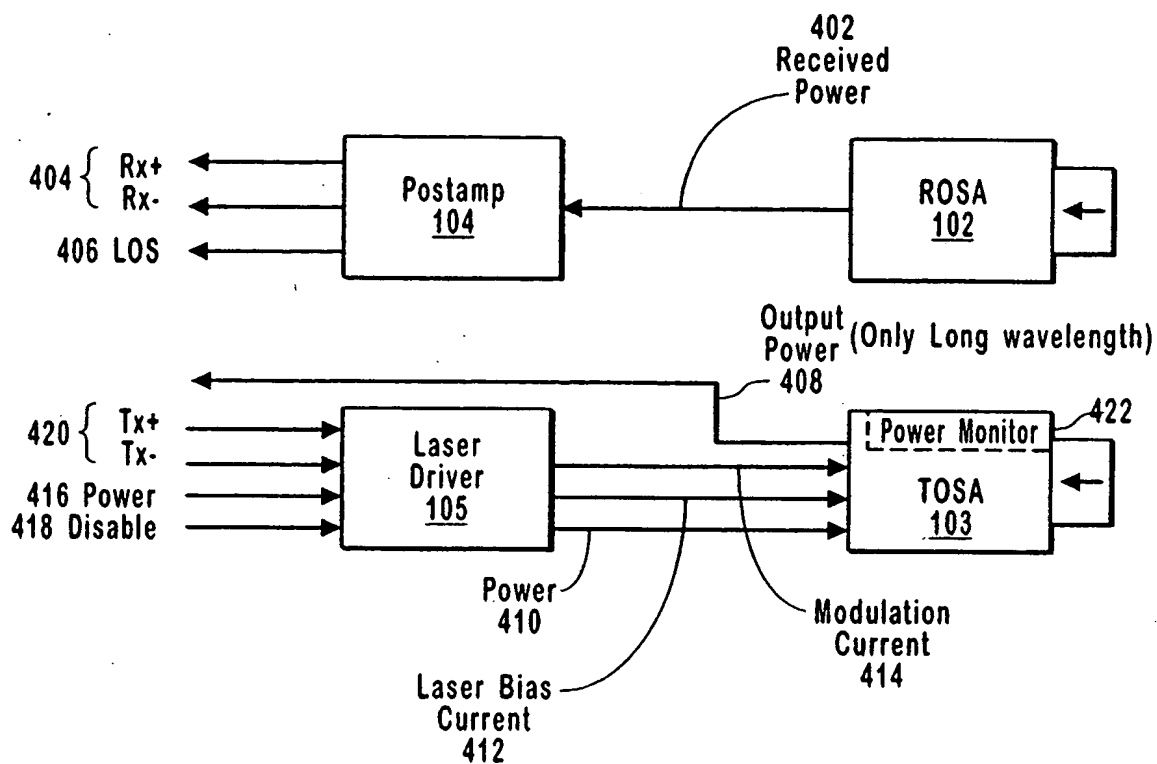 402
Received
Power
404 { Rx+
Rx-
406 LOS
Postamp
104
ROSA
102
Output
Power
408
(Only Long wavelength)
420 { Tx+
Tx-
416 Power
418 Disable
Laser
Driver
105
Power Monitor
422
TOSA
103
Power
410
Modulation
Current
414
Laser Bias
Current
412